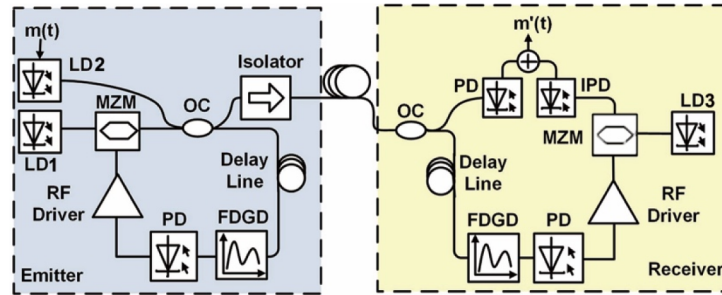 m(t)
LD2
MZM
LD1
OC
Isolator
Delay
Line
RF
Driver
PD
FDGD
Emitter
m'(t)
PD
IPD
OC
LD3
MZM
Delay
Line
RF
Driver
FDGD
PD
Receiver